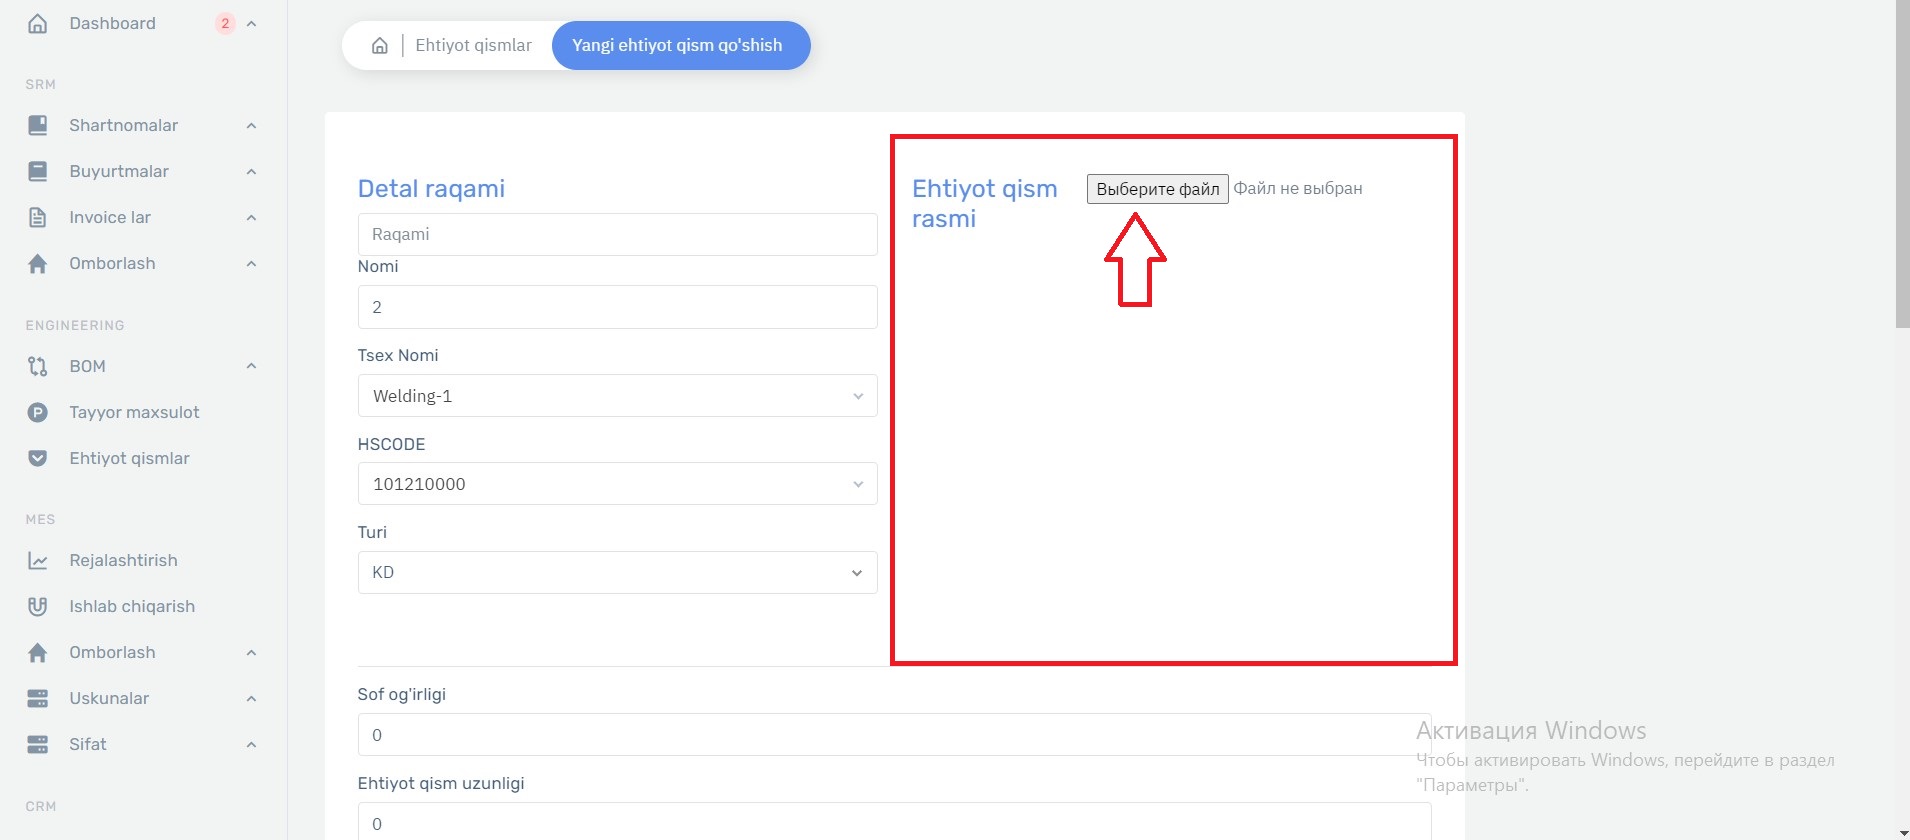 Dashboard 2
SRM
Shartnomalar
Buyurtmalar
Invoice lar
Omborlash
ENGINEERING
BOM
Tayyor maxsulot
Ehtiyot qismlar
MES
Rejalashtirish
Ishlab chiqarish
Omborlash
Uskunalar
Sifat
CRM
Ehtiyot qismlar
Yangi ehtiyot qism qo'shish
Detal raqami
Raqami
Nomi
2
Tsex Nomi
Welding-1
HSCODE
101210000
Turi
KD
Ehtiyot qism
rasmi
Выберите файл Файл не выбран
Sof og'irligi
0
Ehtiyot qism uzunligi
0
Активация Windows
Чтобы активировать Windows, перейдите в раздел
"Параметры".